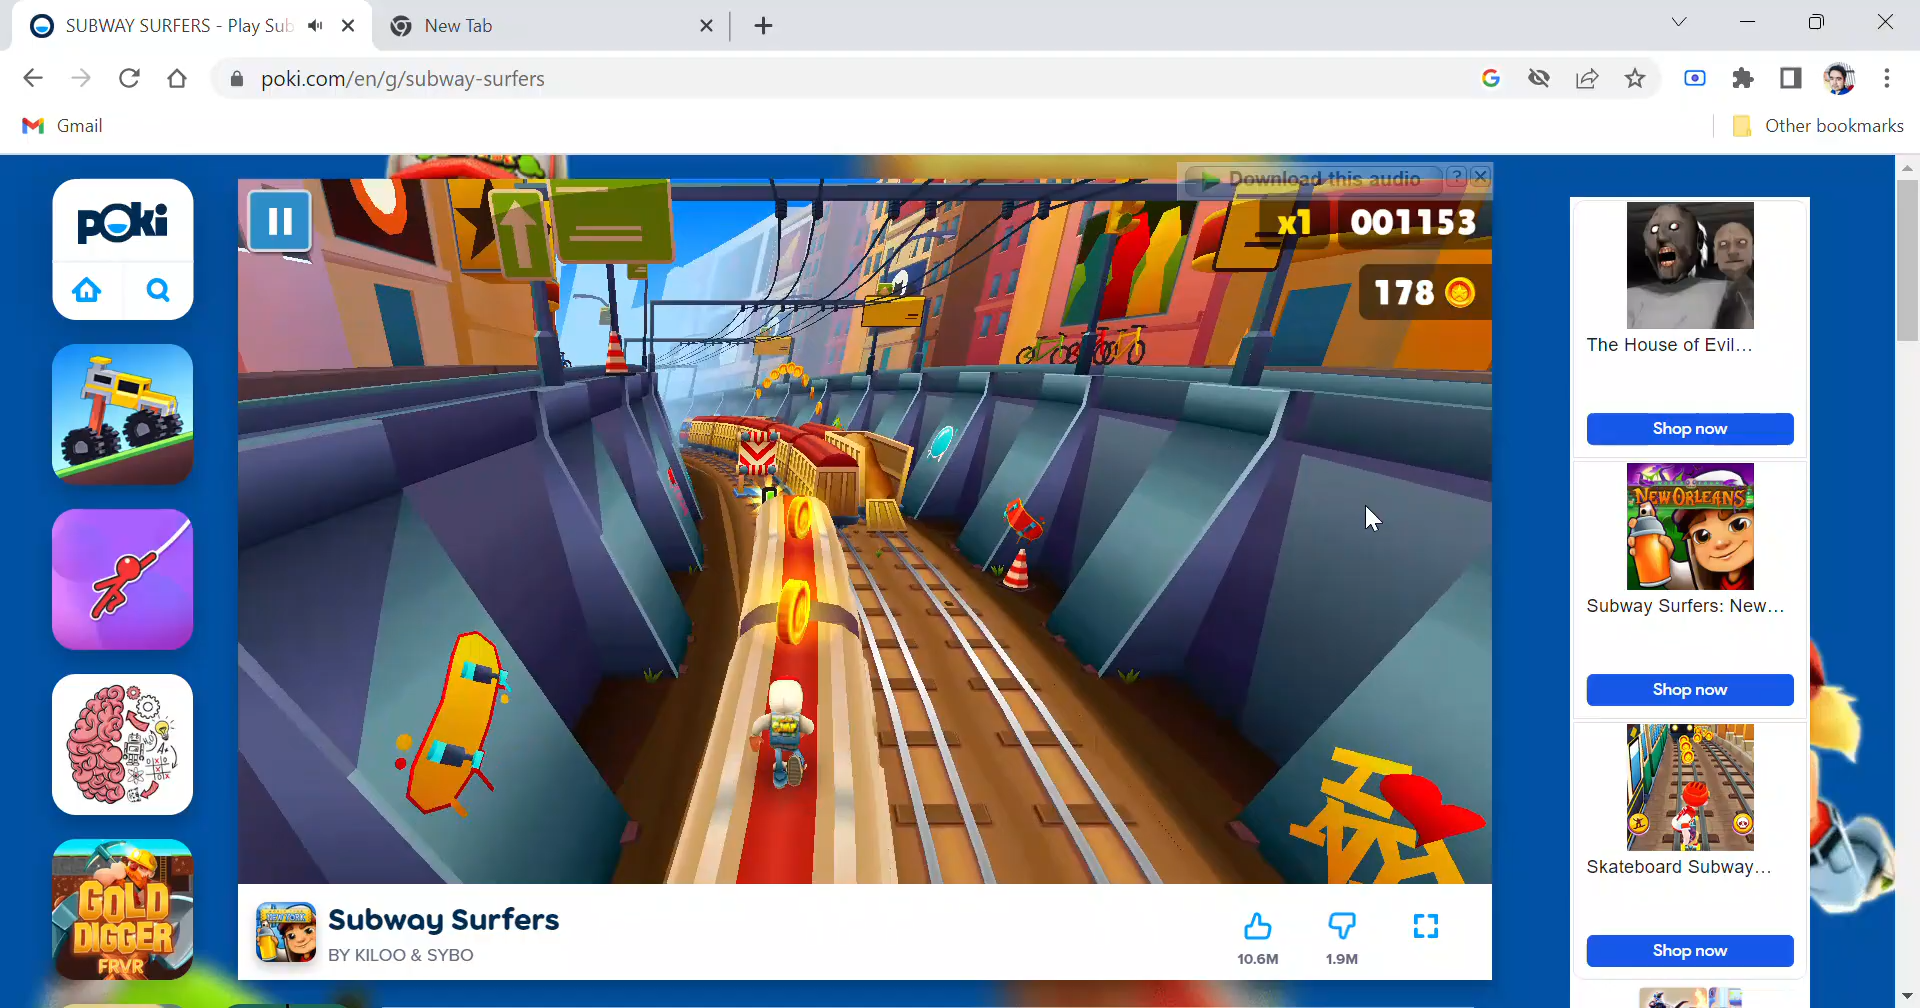 SUBWAY SURFERS - Play Sub
New Tab
poki.com/en/g/subway-surfers
Gmail
Other bookmarks
poki
Download this audio
?
x1 001153
178
The House of Evil...
Shop now
NEW ORLEANS
Subway Surfers: New...
Shop now
Skateboard Subway...
Shop now
GOLD
DIGGER
FRVR
NEW YORK
Subway Surfers
BY KILOO & SYBO
10.6M
1.9M